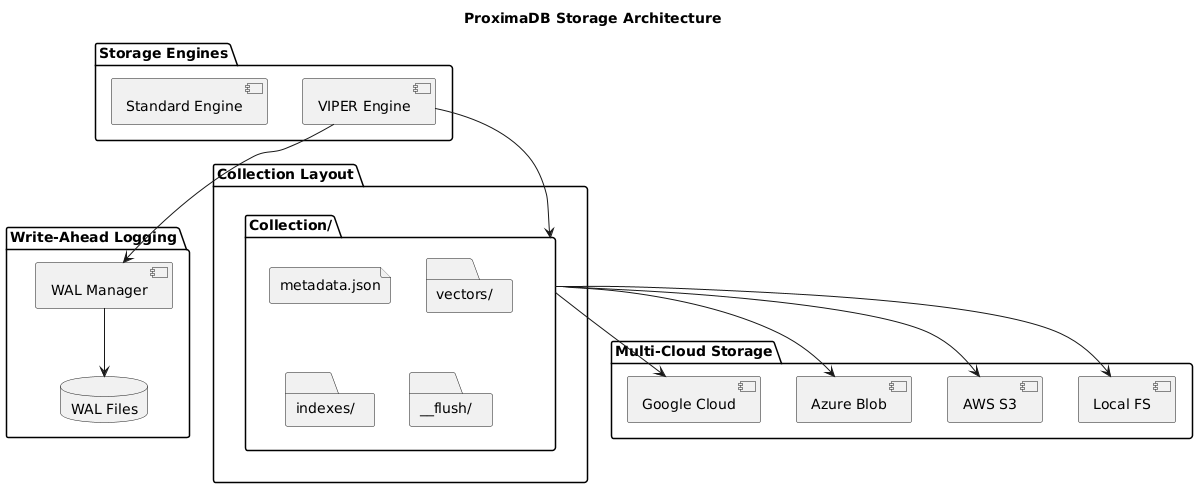 ProximaDB Storage Architecture
Storage Engines
Standard Engine
VIPER Engine
Collection Layout
Collection/
metadata.json
vectors/
indexes/
__flush/
Write-Ahead Logging
WAL Manager
WAL Files
Multi-Cloud Storage
Google Cloud
Azure Blob
AWS S3
Local FS